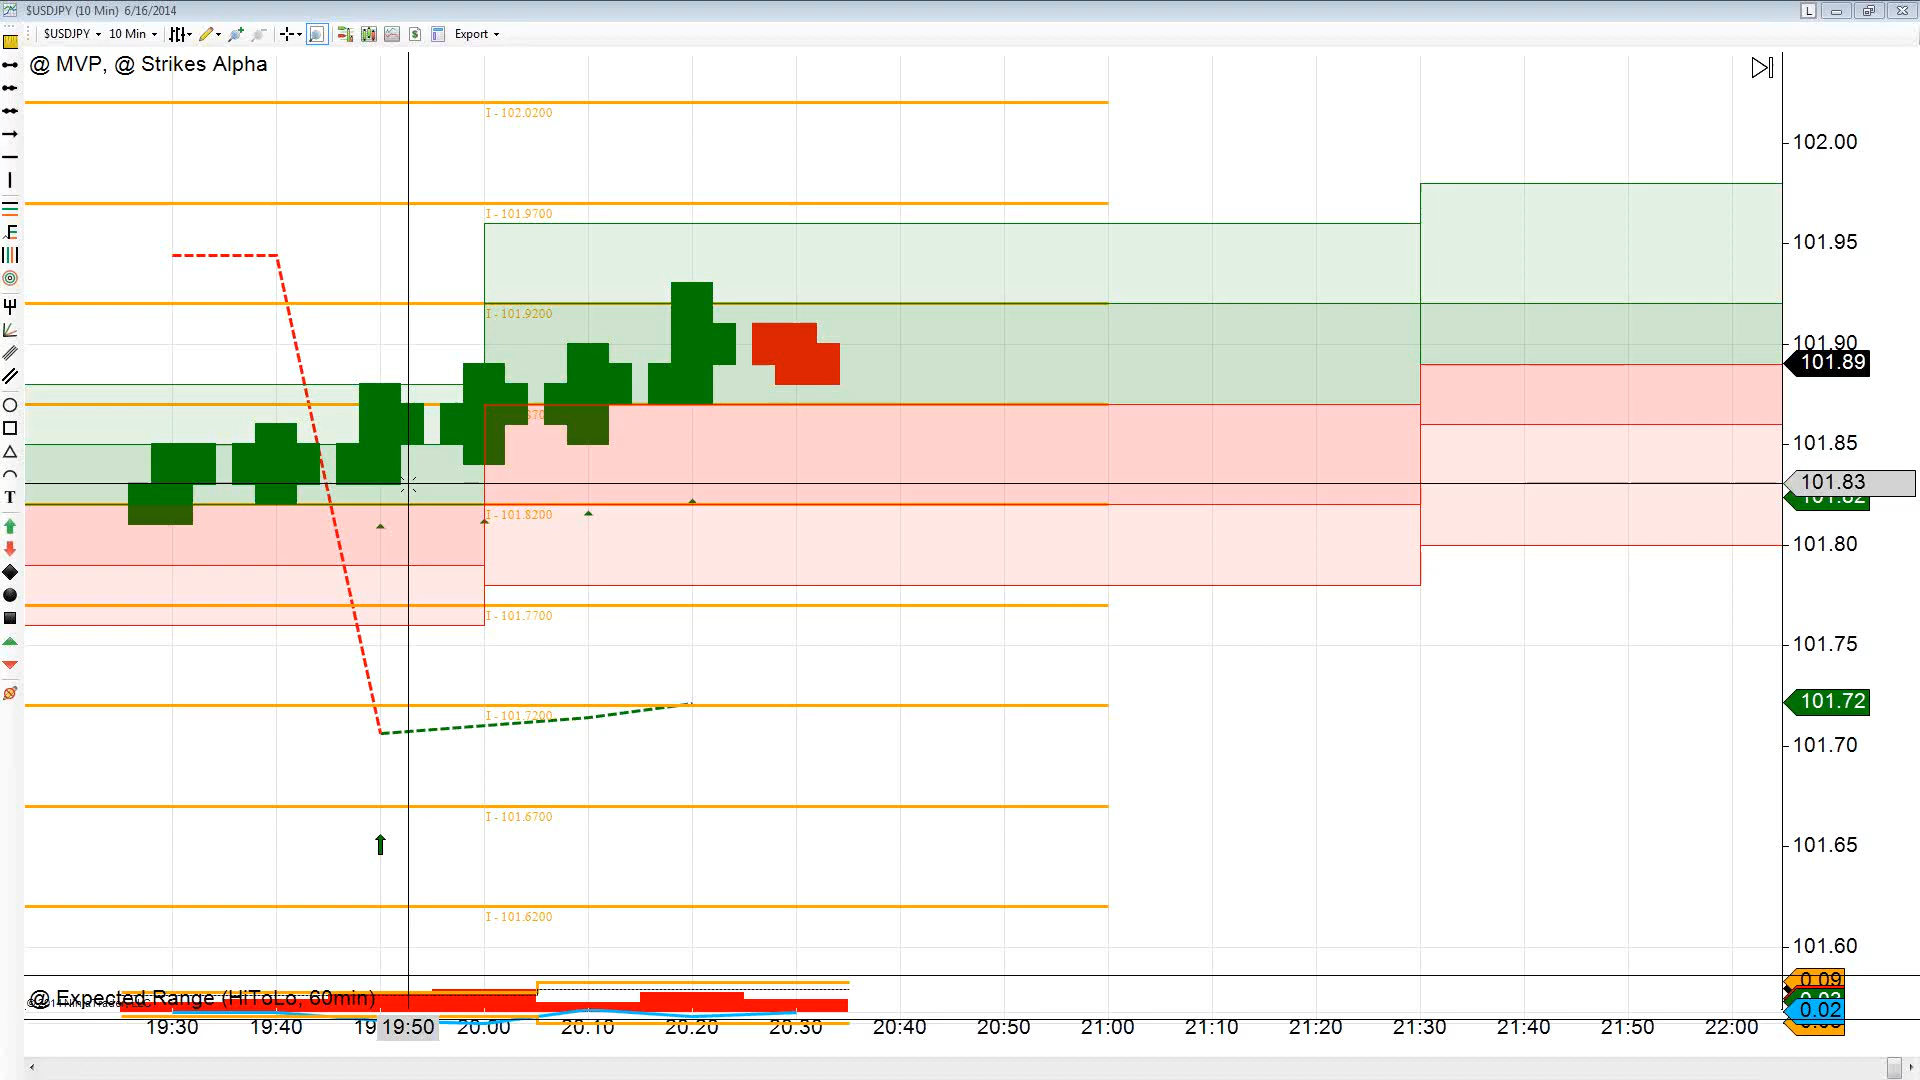 $USDJPY (10 Min) 6/16/2014
L
$USDJPY 10 Min Export
@ MVP, @ Strikes Alpha
I - 102.0200
I - 101.9700
I - 101.9200
I - 101.8200
I - 101.7700
I - 101.7200
I - 101.6700
I - 101.6200
102.00
101.95
101.90
101.89
101.85
101.83
101.82
101.80
101.75
101.72
101.70
101.65
101.60
0.09
0.02
@ Expected Range (HiToLo, 60min)
19:30 19:40 19:50 20:00 20:10 20:20 20:30 20:40 20:50 21:00 21:10 21:20 21:30 21:40 21:50 22:00
T